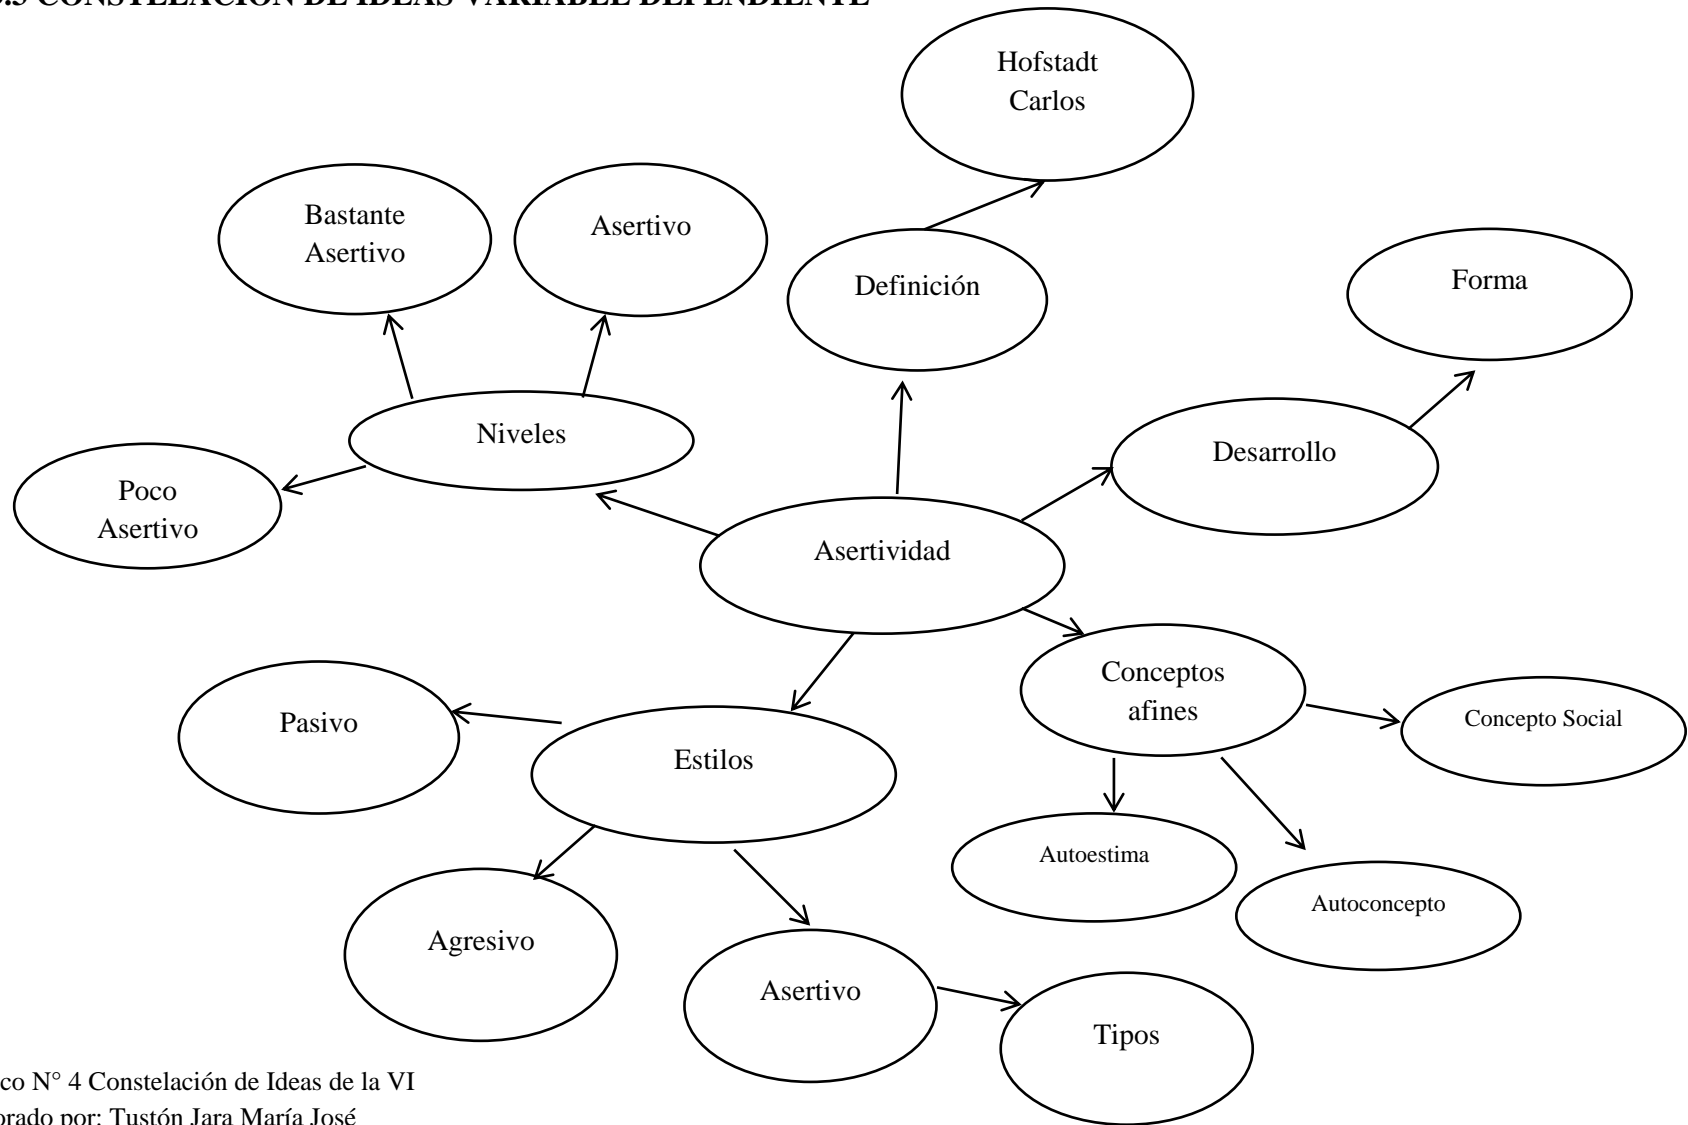 CONSTELACIÓN DE IDEAS VARIABLE DEPENDIENTE
Hofstadt
Carlos
Bastante
Asertivo
Asertivo
Definición
Forma
Niveles
Desarrollo
Poco
Asertivo
Asertividad
Conceptos
afines
Concepto Social
Pasivo
Estilos
Autoestima
Autoconcepto
Agresivo
Asertivo
Tipos
co N° 4 Constelación de Ideas de la VI
orado por: Tustón Jara María José